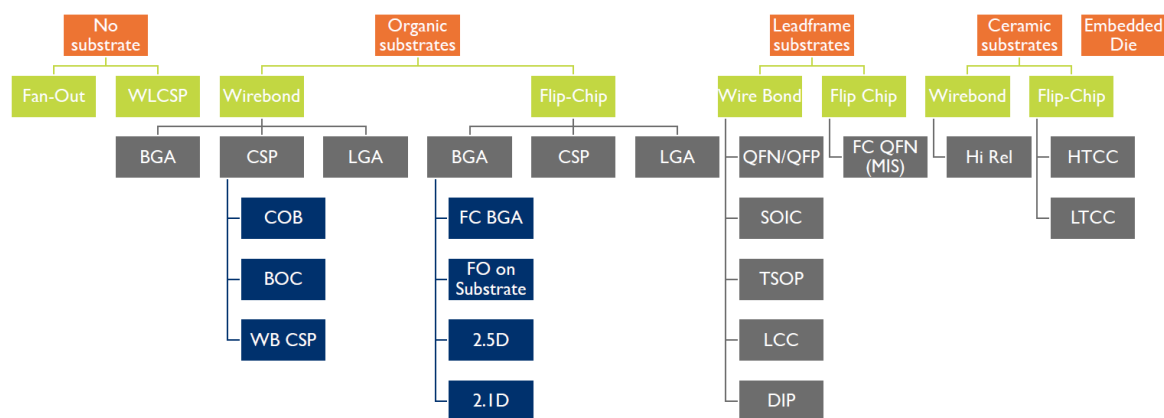 No
substrate
Organic
substrates
Leadframe
substrates
Ceramic
substrates
Embedded
Die
Fan-Out
WLCSP
Wirebond
Flip-Chip
Wire Bond
Flip Chip
Wirebond
Flip-Chip
BGA
CSP
LGA
BGA
CSP
LGA
QFN/QFP
FC QFN
(MIS)
Hi Rel
HTCC
COB
FC BGA
SOIC
LTCC
BOC
FO on
Substrate
TSOP
WB CSP
2.5D
LCC
2.1D
DIP